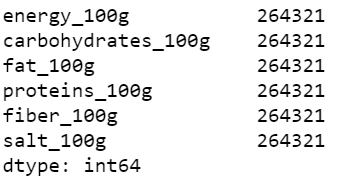 energy_100g 264321
carbohydrates_100g 264321
fat_100g 264321
proteins_100g 264321
fiber_100g 264321
salt_100g 264321
dtype: int64